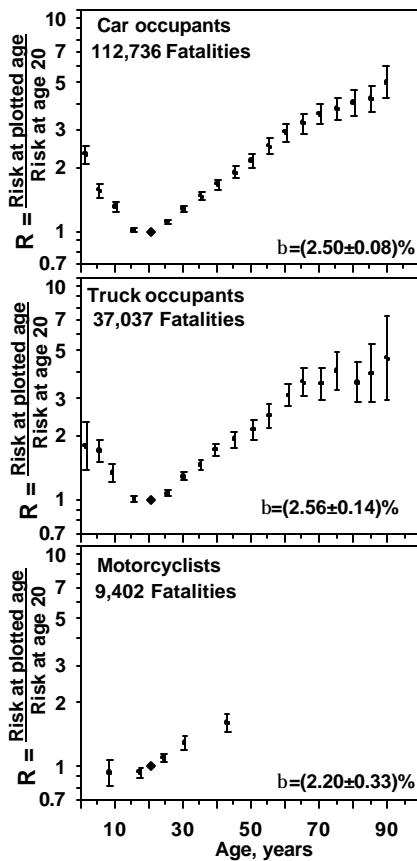 Car occupants
112,736 Fatalities
R = Risk at plotted age
Risk at age 20
10
7
5
3
2
1
0.7
b=(2.50±0.08)%
Truck occupants
37,037 Fatalities
R = Risk at plotted age
Risk at age 20
10
7
5
3
2
1
0.7
b=(2.56±0.14)%
Motorcyclists
9,402 Fatalities
R = Risk at plotted age
Risk at age 20
10
7
5
3
2
1
0.7
b=(2.20±0.33)%
10 30 50 70 90
Age, years